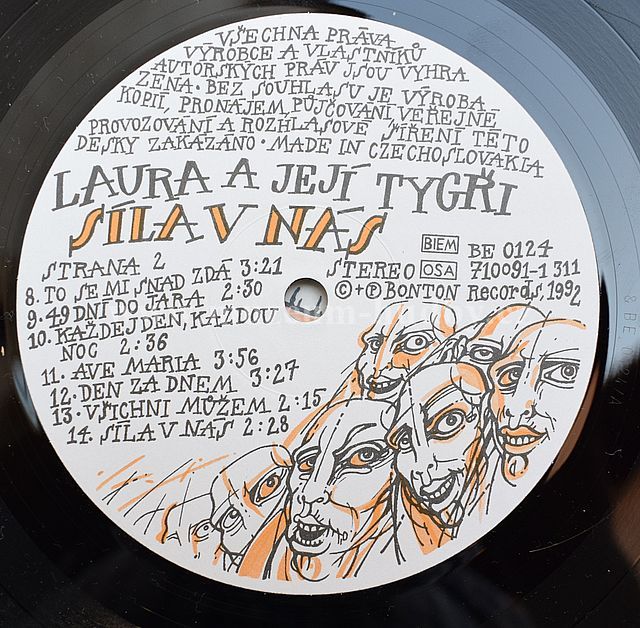 VŠECHNA PRÁVA
VÝROBCE A VLASTNÍKŮ
AUTORSKÝCH PRÁV JSOU VYHRA
ZENA · BEZ SOUHLASU JE VÝROBA
KOPIÍ, PRONÁJEM, PŮJČOVÁNÍ VEŘEJNÉ
PROVOZOVÁNÍ A ROZHLASOVÉ ŠÍŘENÍ TÉTO
DESKY ZAKÁZÁNO · MADE IN CZECHOSLOVAKIA
LAURA A JEJÍ TYGŘI
SÍLA V NÁS
STRANA 2
8. TO SE MI SNAD ZDÁ 3:21
9. 49 DNÍ DO JARA 2:30
10. KAŽDEJ DEN, KAŽDOU
NOC 2:36
11. AVE MARIA 3:56
12. DEN ZA DNEM 3:27
13. VŠICHNI MŮŽEM 2:15
14. SÍLA V NÁS 2:28
BIEM BE 0124
STEREO OSA 710091-1 311
©+℗ BONTON Records, 1992